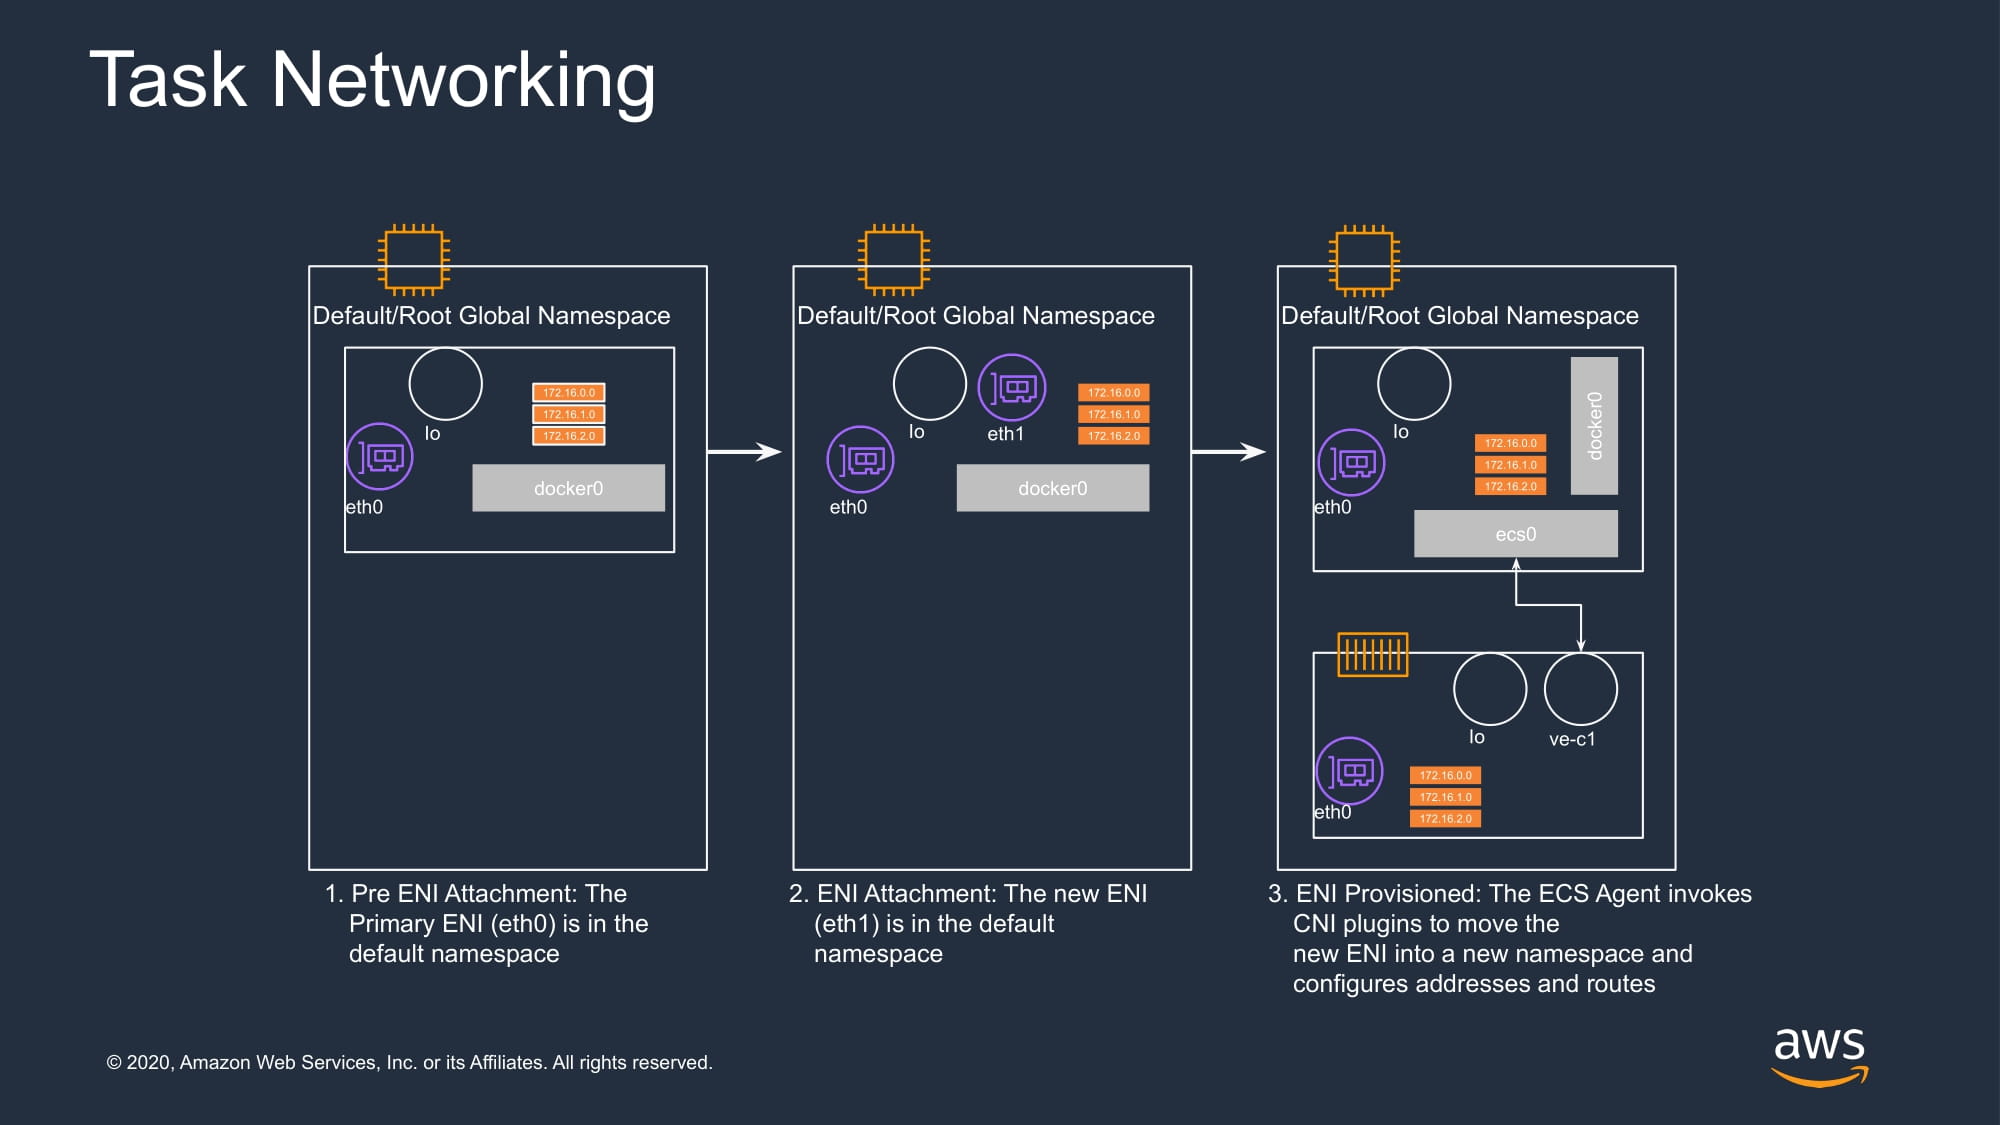 Task Networking
Default/Root Global Namespace
lo
172.16.0.0
172.16.1.0
172.16.2.0
eth0
docker0
1. Pre ENI Attachment: The
Primary ENI (eth0) is in the
default namespace
Default/Root Global Namespace
lo
eth1
172.16.0.0
172.16.1.0
172.16.2.0
eth0
docker0
2. ENI Attachment: The new ENI
(eth1) is in the default
namespace
Default/Root Global Namespace
lo
docker0
172.16.0.0
172.16.1.0
172.16.2.0
eth0
ecs0
lo
ve-c1
eth0
172.16.0.0
172.16.1.0
172.16.2.0
3. ENI Provisioned: The ECS Agent invokes
CNI plugins to move the
new ENI into a new namespace and
configures addresses and routes
© 2020, Amazon Web Services, Inc. or its Affiliates. All rights reserved.
aws